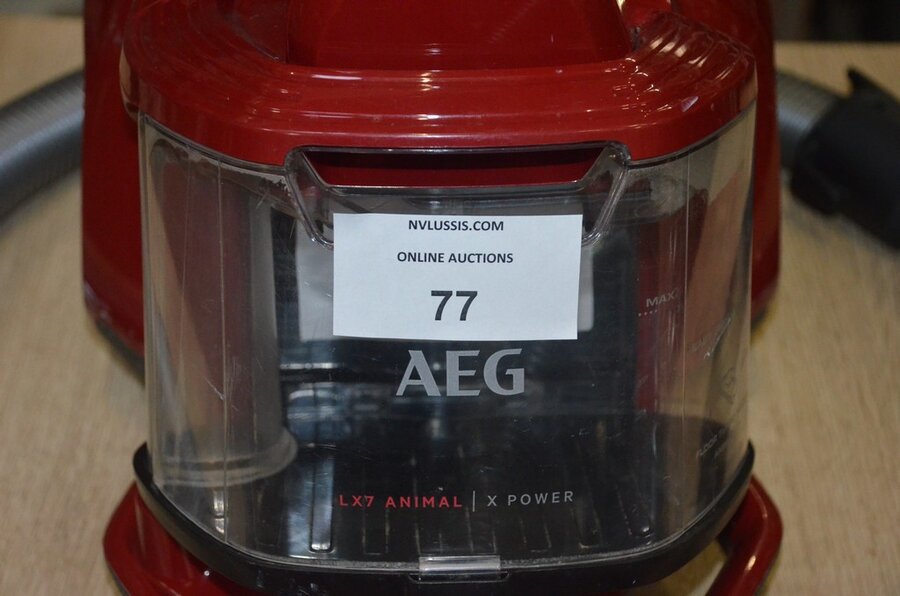 NVLUSSIS.COM
ONLINE AUCTIONS
77
MAX
AEG
LX7 ANIMAL | X POWER